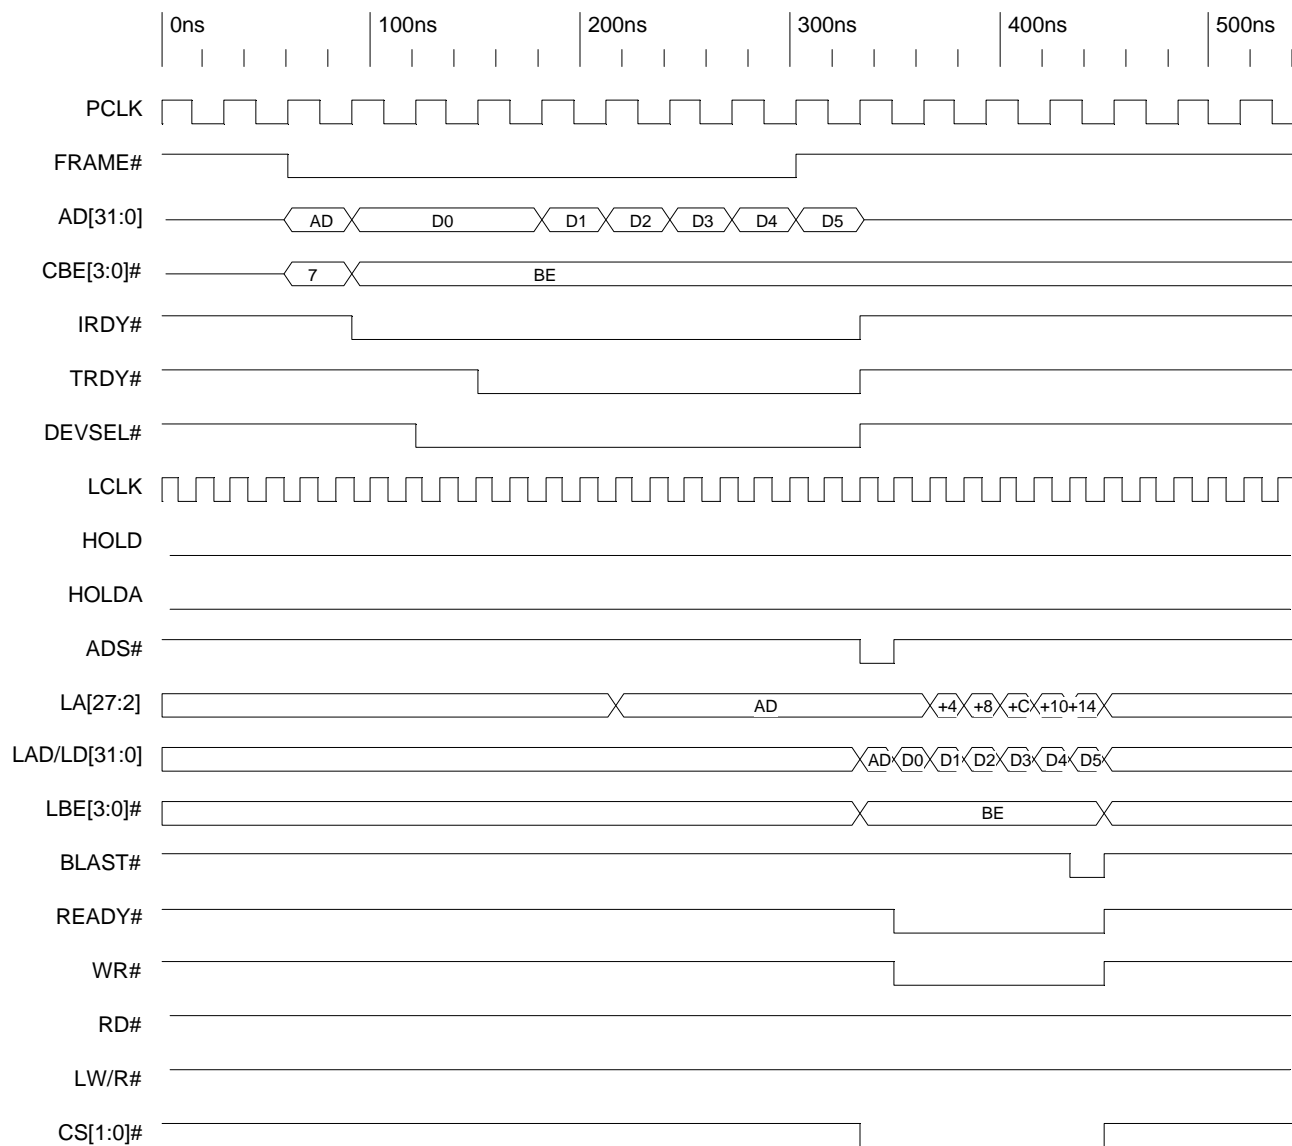 0ns 100ns 200ns 300ns 400ns 500ns
PCLK
FRAME#
AD[31:0] AD D0 D1 D2 D3 D4 D5
CBE[3:0]# 7 BE
IRDY#
TRDY#
DEVSEL#
LCLK
HOLD
HOLDA
ADS#
LA[27:2] AD +4 +8 +C +10 +14
LAD/LD[31:0] AD D0 D1 D2 D3 D4 D5
LBE[3:0]# BE
BLAST#
READY#
WR#
RD#
LW/R#
CS[1:0]#